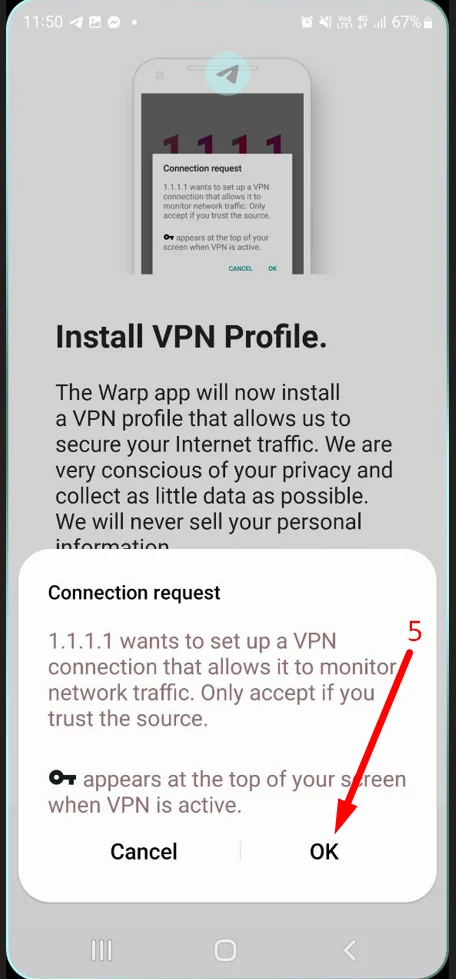 11:50 Vo) LTE1 4G 67%
1.1.1.1
Connection request
1.1.1.1 wants to set up a VPN
connection that allows it to
monitor network traffic. Only
accept if you trust the source.
appears at the top of your
screen when VPN is active.
CANCEL OK
Install VPN Profile.
The Warp app will now install
a VPN profile that allows us to
secure your Internet traffic. We are
very conscious of your privacy and
collect as little data as possible.
We will never sell your personal
information.
Connection request
5
1.1.1.1 wants to set up a VPN
connection that allows it to monitor
network traffic. Only accept if you
trust the source.
appears at the top of your screen
when VPN is active.
Cancel OK